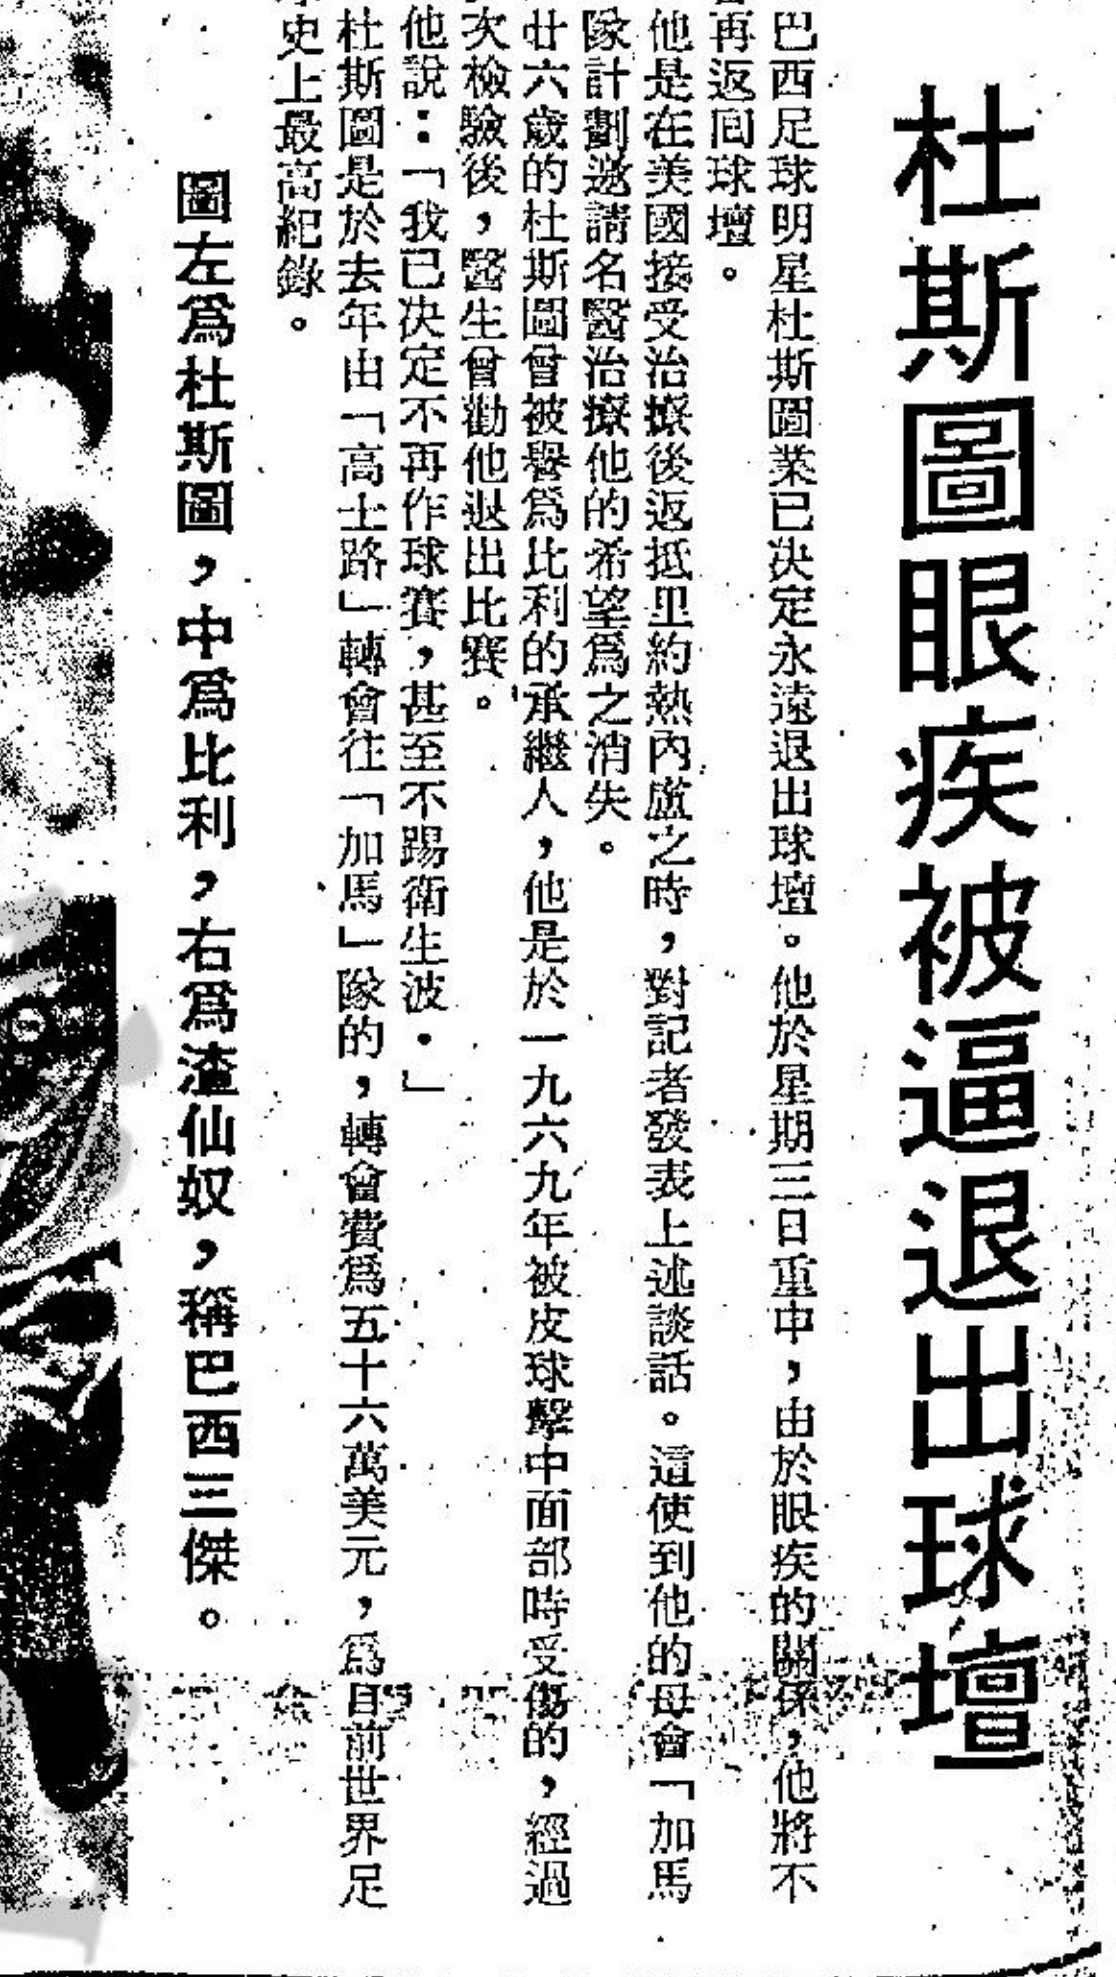 杜斯圖眼疾被逼退出球壇
巴西足球明星杜斯圖業已決定永遠退出球壇。他於星期三日重申，由於眼疾的關係，他將不
再返囘球壇。
他是在美國接受治療後返抵里約熱內盧之時，對記者發表上述談話。這使到他的母會「加馬
隊計劃邀請名醫治療他的希望爲之消失。
廿六歲的杜斯圖曾被譽爲比利的承繼人，他是於一九六九年被皮球擊中面部時受傷的，經過
次檢驗後，醫生曾勸他退出比賽。
他說：「我已决定不再作球賽，甚至不踢衛生波．」
杜斯圖是於去年由「高士路」轉會往「加馬」隊的，轉會費爲五十六萬美元，爲目前世界足
史上最高紀錄。
圖左爲杜斯圖，中爲比利，右爲渣仙奴，稱巴西三傑。